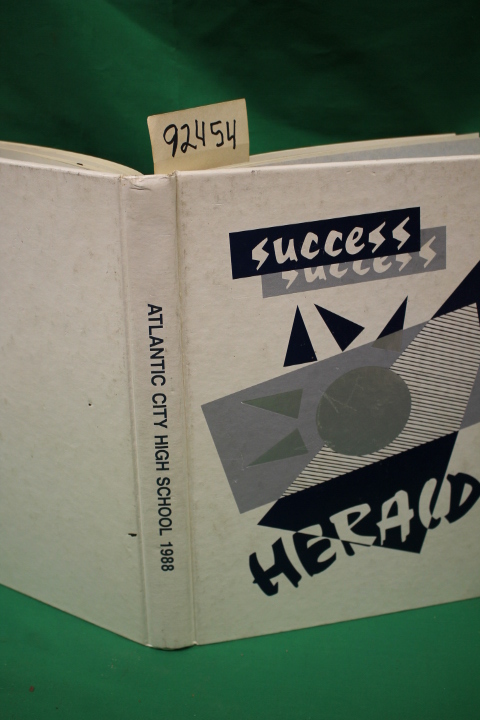 92454
success
success
ATLANTIC CITY HIGH SCHOOL 1988
HERALD